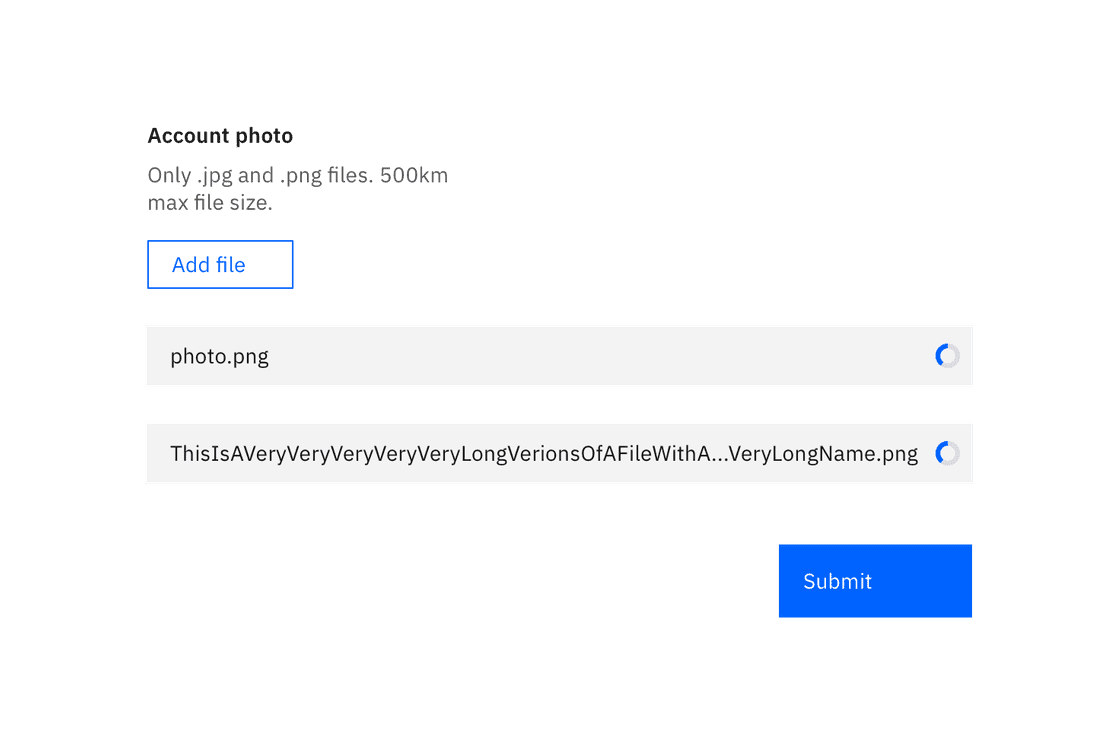 Account photo
Only .jpg and .png files. 500km
max file size.
Add file
photo.png
ThisIsAVeryVeryVeryVeryVeryLongVerionsOfAFileWithA...VeryLongName.png
Submit